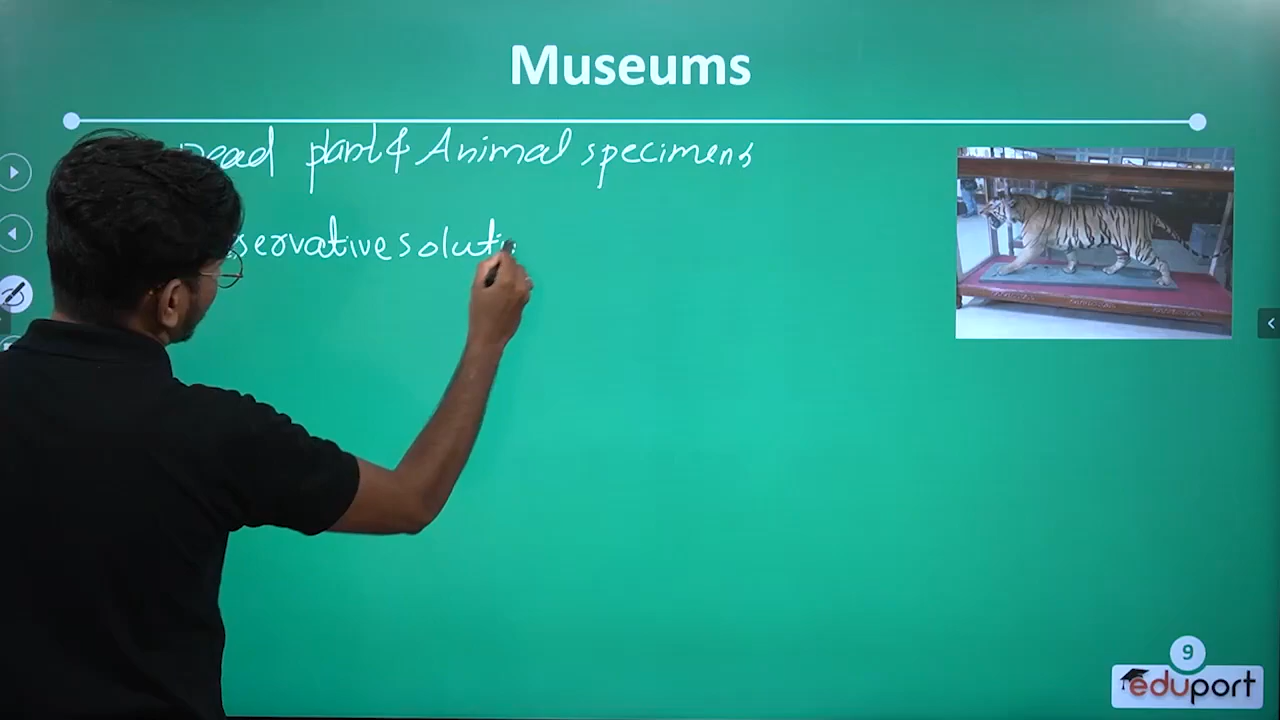 Museums
Dead plant & Animal specimens
servative soluti
9
eduport